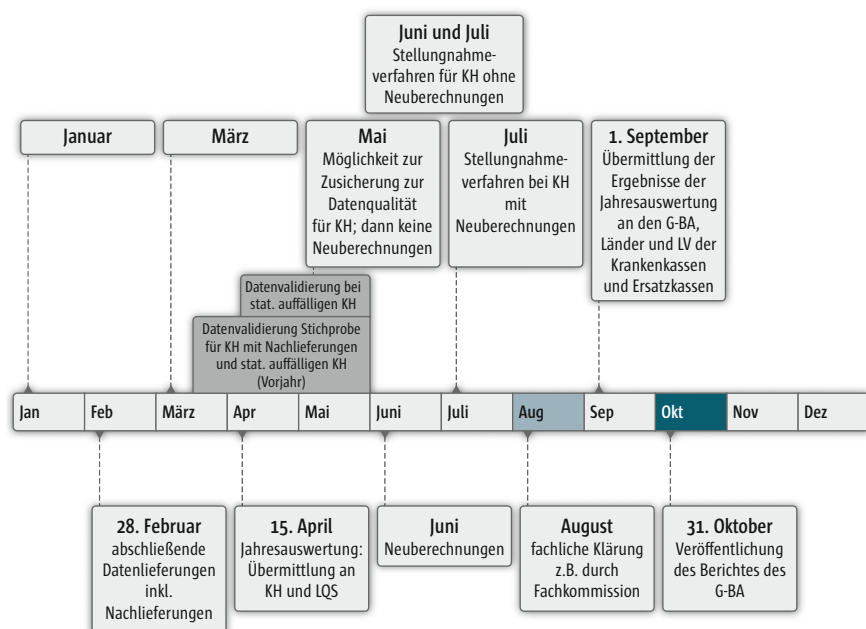 Juni und Juli
Stellungnahme-
verfahren für KH ohne
Neuberechnungen
Januar
März
Mai
Möglichkeit zur
Zusicherung zur
Datenqualität
für KH; dann keine
Neuberechnungen
Juli
Stellungnahme-
verfahren bei KH
mit
Neuberechnungen
1. September
Übermittlung der
Ergebnisse der
Jahresauswertung
an den G-BA,
Länder und LV der
Krankenkassen
und Ersatzkassen
Datenvalidierung bei
stat. auffälligen KH
Datenvalidierung Stichprobe
für KH mit Nachlieferungen
und stat. auffälligen KH
(Vorjahr)
Jan
Feb
März
Apr
Mai
Juni
Juli
Aug
Sep
Okt
Nov
Dez
28. Februar
abschließende
Datenlieferungen
inkl.
Nachlieferungen
15. April
Jahresauswertung:
Übermittlung an
KH und LQS
Juni
Neuberechnungen
August
fachliche Klärung
z.B. durch
Fachkommission
31. Oktober
Veröffentlichung
des Berichtes des
G-BA